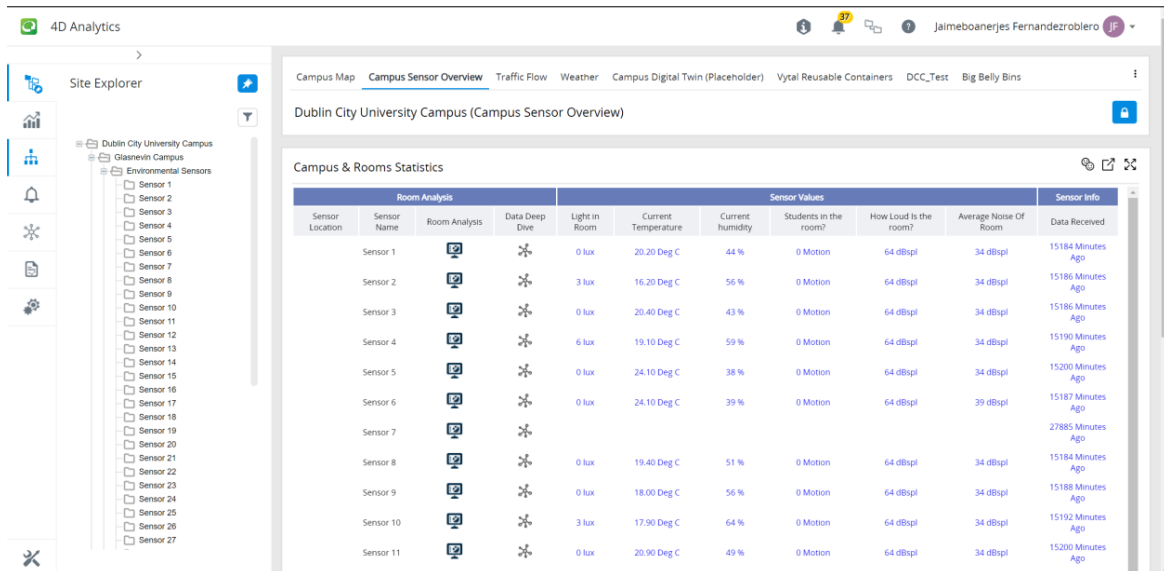 4D Analytics
37
Jaimeboanerjes Fernandezroblero JF
Site Explorer
Dublin City University Campus
Glasnevin Campus
Environmental Sensors
Sensor 1
Sensor 2
Sensor 3
Sensor 4
Sensor 5
Sensor 6
Sensor 7
Sensor 8
Sensor 9
Sensor 10
Sensor 11
Sensor 12
Sensor 13
Sensor 14
Sensor 15
Sensor 16
Sensor 17
Sensor 18
Sensor 19
Sensor 20
Sensor 21
Sensor 22
Sensor 23
Sensor 24
Sensor 25
Sensor 26
Sensor 27
Campus Map Campus Sensor Overview Traffic Flow Weather Campus Digital Twin (Placeholder) Vytal Reusable Containers DCC_Test Big Belly Bins
Dublin City University Campus (Campus Sensor Overview)
Campus & Rooms Statistics
Room Analysis Sensor Values Sensor Info
Sensor Location Sensor Name Room Analysis Data Deep Dive Light in Room Current Temperature Current humidity Students in the room? How Loud Is the room? Average Noise Of Room Data Received
Sensor 1 0 lux 20.20 Deg C 44 % 0 Motion 64 dBspl 34 dBspl 15184 Minutes Ago
Sensor 2 3 lux 16.20 Deg C 56 % 0 Motion 64 dBspl 34 dBspl 15186 Minutes Ago
Sensor 3 0 lux 20.40 Deg C 43 % 0 Motion 64 dBspl 34 dBspl 15186 Minutes Ago
Sensor 4 6 lux 19.10 Deg C 59 % 0 Motion 64 dBspl 34 dBspl 15190 Minutes Ago
Sensor 5 0 lux 24.10 Deg C 38 % 0 Motion 64 dBspl 34 dBspl 15200 Minutes Ago
Sensor 6 0 lux 24.10 Deg C 39 % 0 Motion 64 dBspl 39 dBspl 15187 Minutes Ago
Sensor 7 27885 Minutes Ago
Sensor 8 0 lux 19.40 Deg C 51 % 0 Motion 64 dBspl 34 dBspl 15184 Minutes Ago
Sensor 9 0 lux 18.00 Deg C 56 % 0 Motion 64 dBspl 34 dBspl 15188 Minutes Ago
Sensor 10 3 lux 17.90 Deg C 64 % 0 Motion 64 dBspl 34 dBspl 15192 Minutes Ago
Sensor 11 0 lux 20.90 Deg C 49 % 0 Motion 64 dBspl 34 dBspl 15200 Minutes Ago